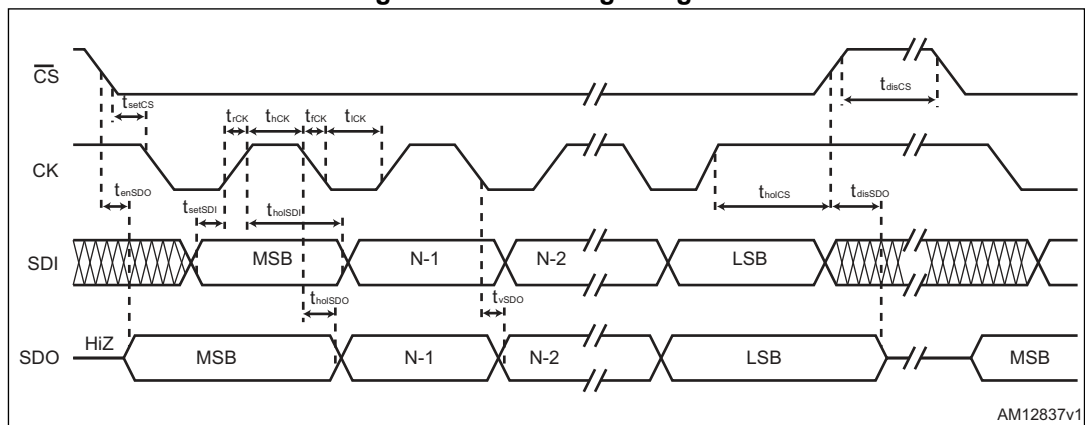 CS
t_setCS
t_disCS
t_rCK
t_hCK
t_fCK
t_lCK
CK
t_enSDO
t_setSDI
t_holSDI
t_holCS
t_disSDO
SDI
MSB
N-1
N-2
LSB
t_holSDO
t_vSDO
SDO
HiZ
MSB
N-1
N-2
LSB
MSB
AM12837v1